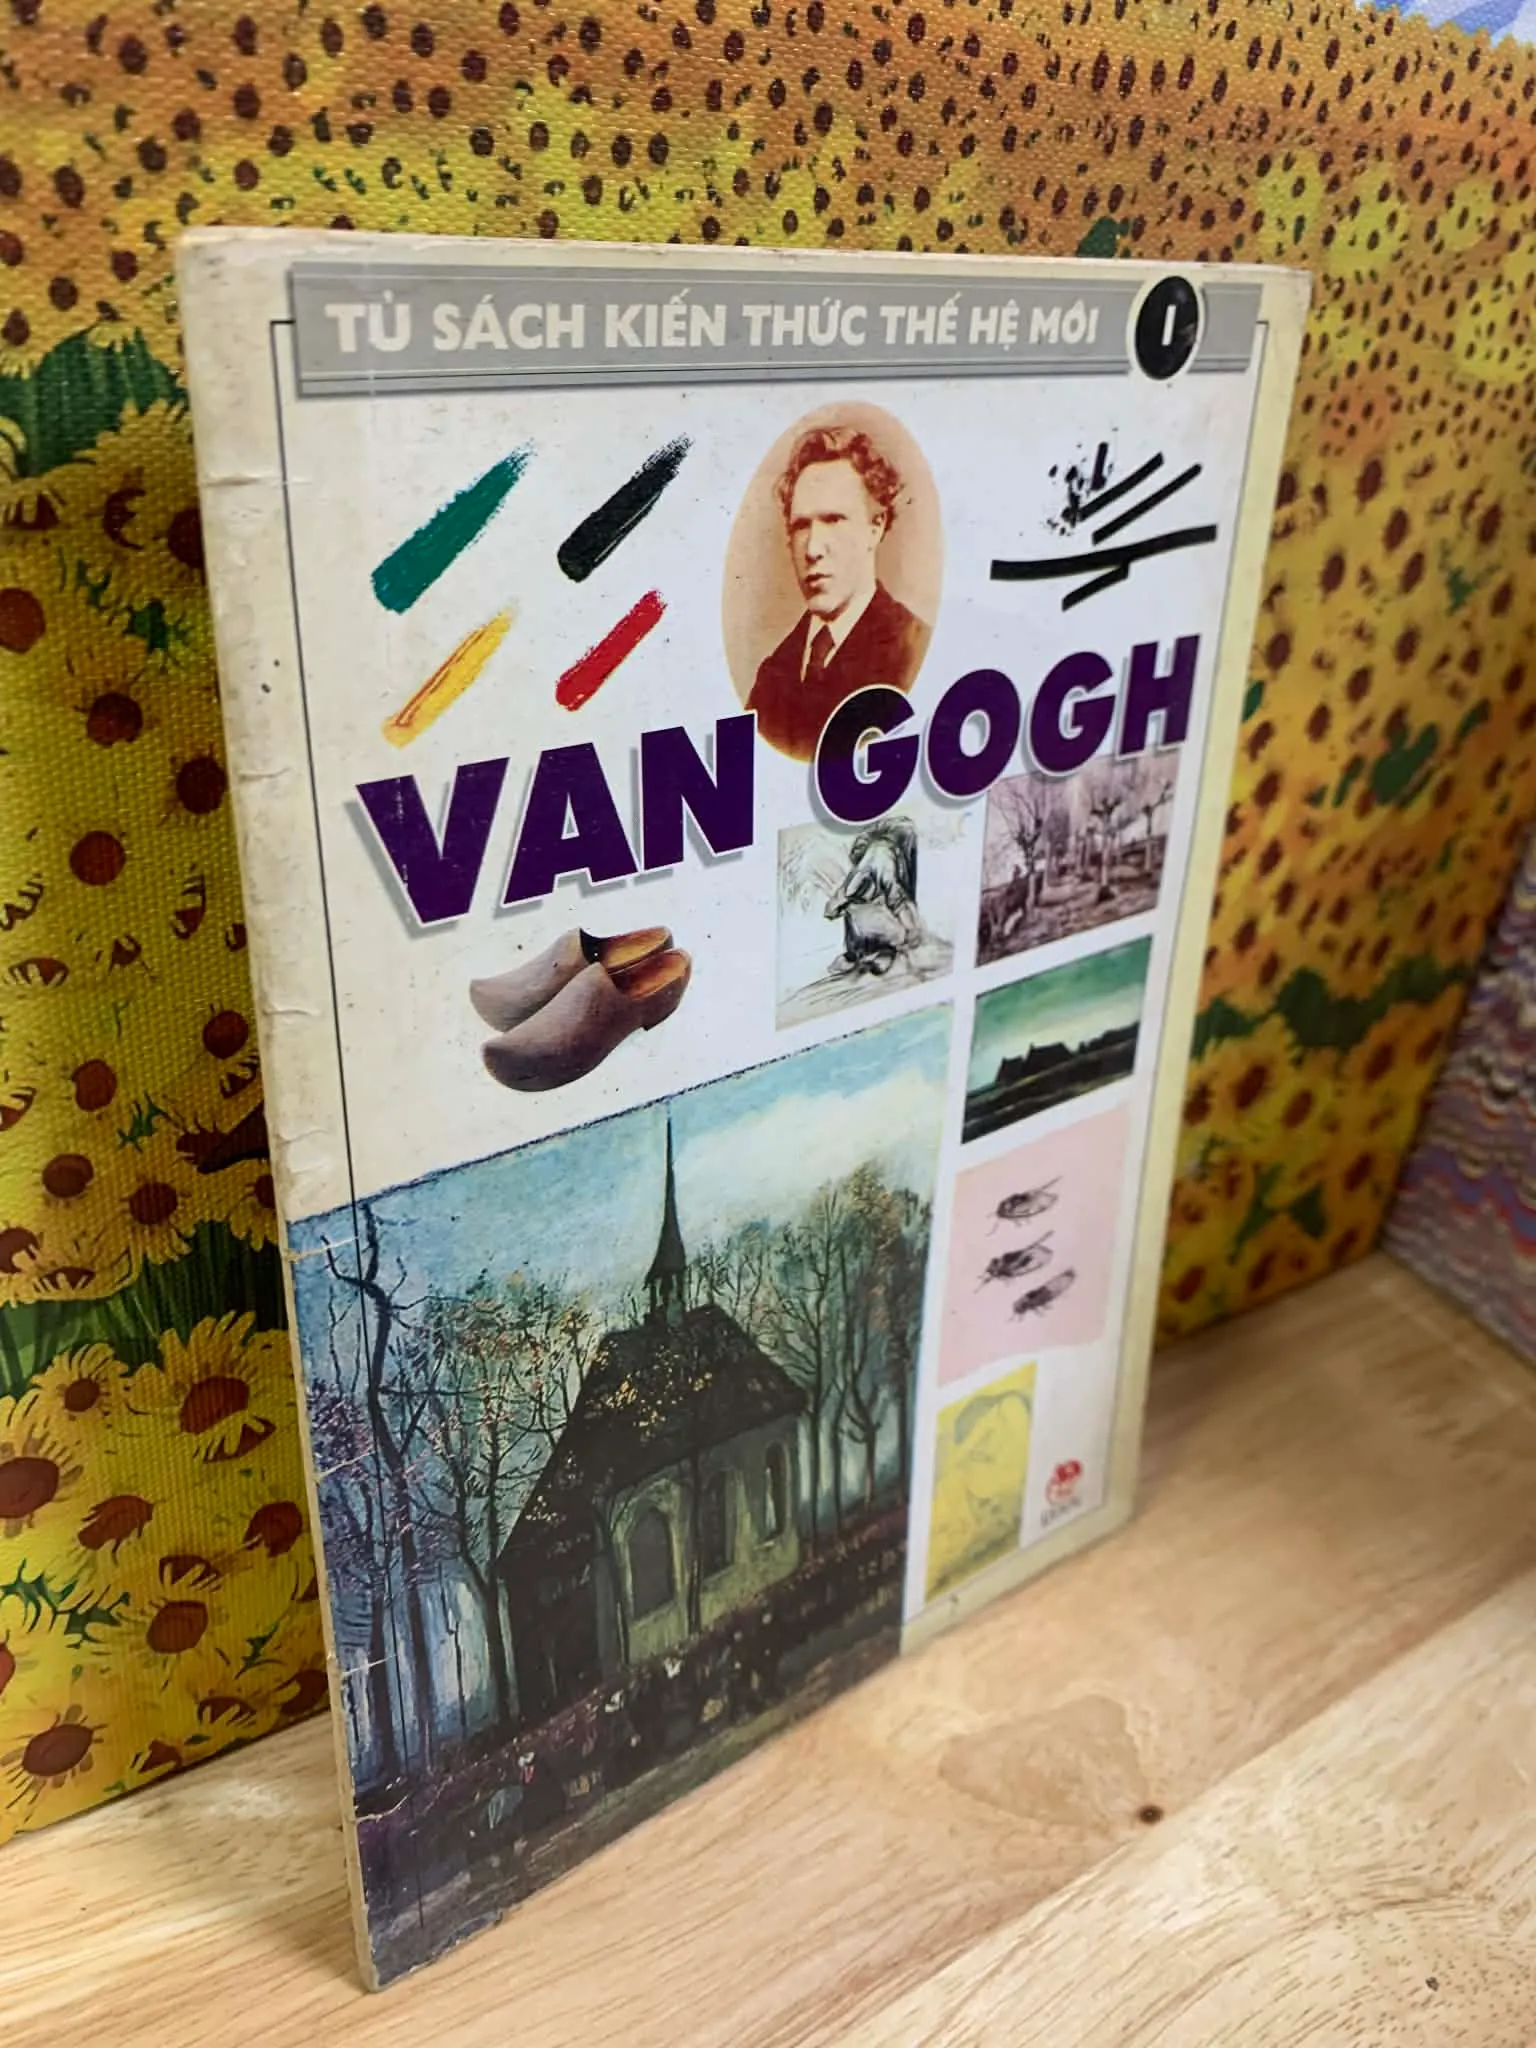 TỦ SÁCH KIẾN THỨC THẾ HỆ MỚI 1
VAN GOGH